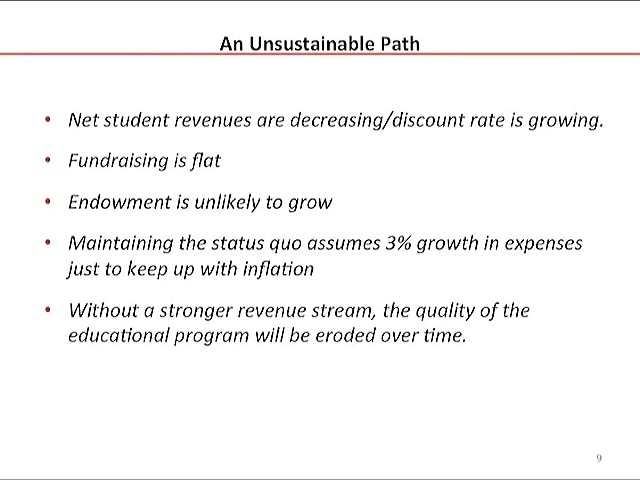 An Unsustainable Path
• Net student revenues are decreasing/discount rate is growing.
• Fundraising is flat
• Endowment is unlikely to grow
• Maintaining the status quo assumes 3% growth in expenses
just to keep up with inflation
• Without a stronger revenue stream, the quality of the
educational program will be eroded over time.
9